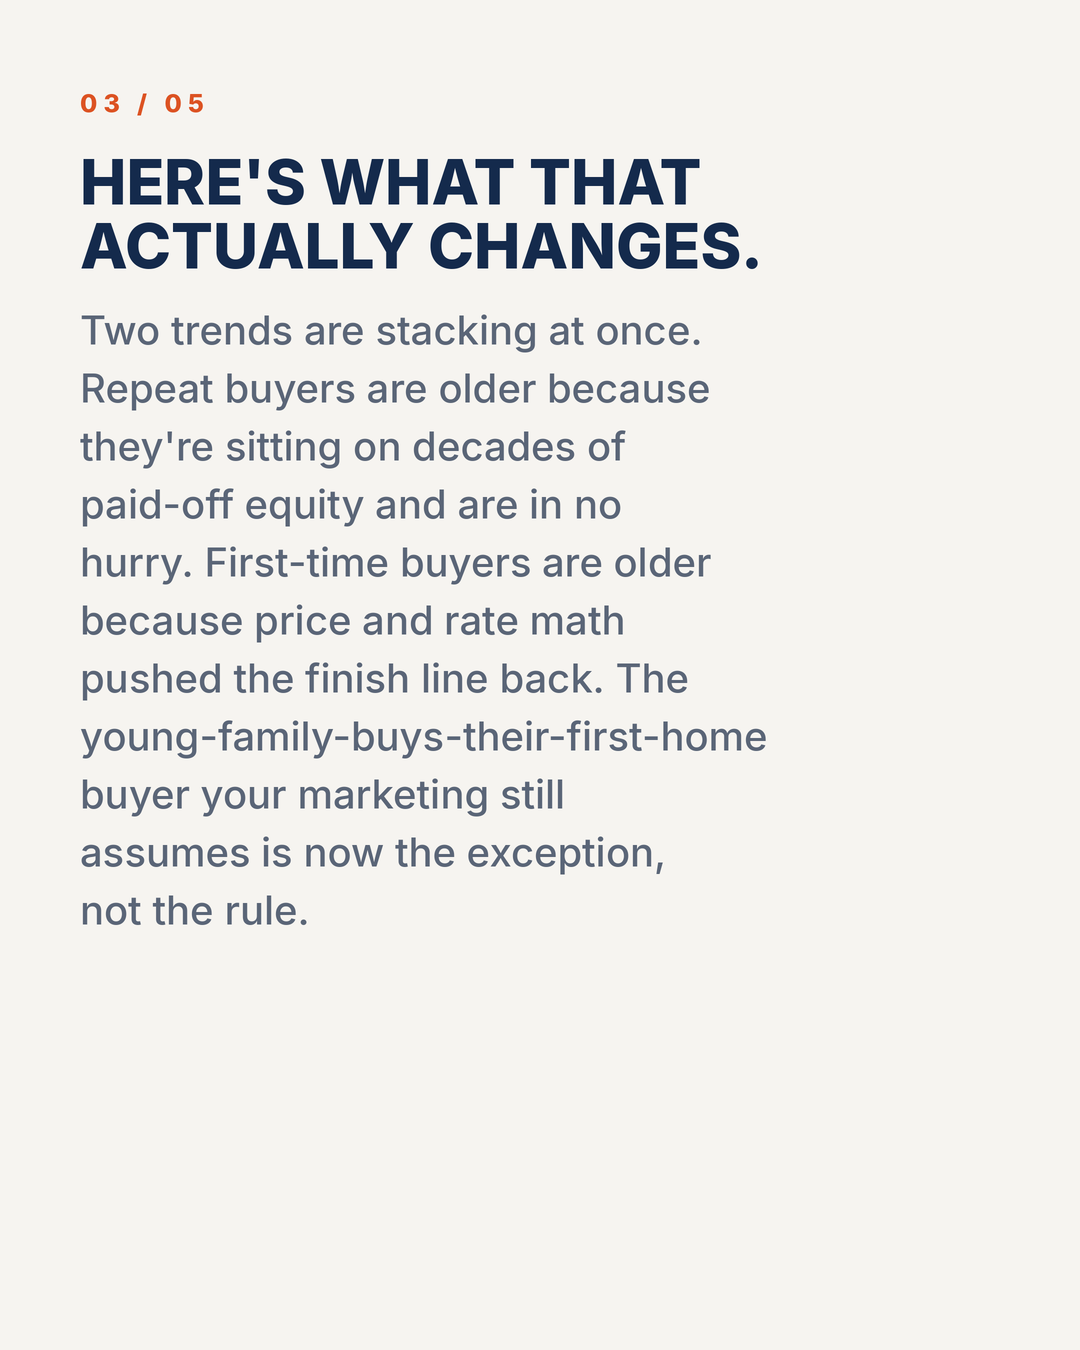 03 / 05
HERE'S WHAT THAT
ACTUALLY CHANGES.
Two trends are stacking at once.
Repeat buyers are older because
they're sitting on decades of
paid-off equity and are in no
hurry. First-time buyers are older
because price and rate math
pushed the finish line back. The
young-family-buys-their-first-home
buyer your marketing still
assumes is now the exception,
not the rule.